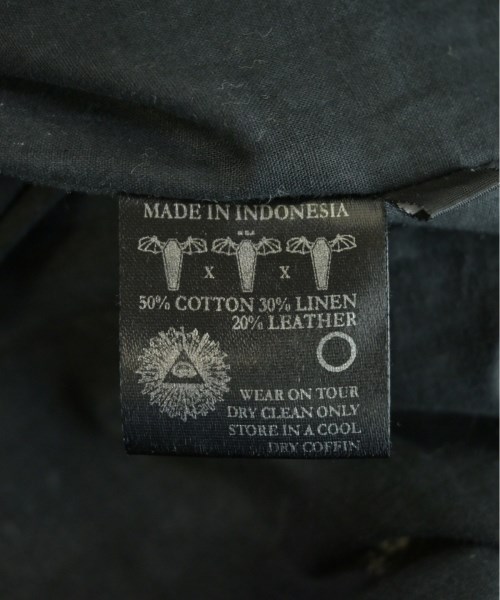 MADE IN INDONESIA
X X
50% COTTON 30% LINEN
20% LEATHER
WEAR ON TOUR
DRY CLEAN ONLY
STORE IN A COOL
DRY COFFIN